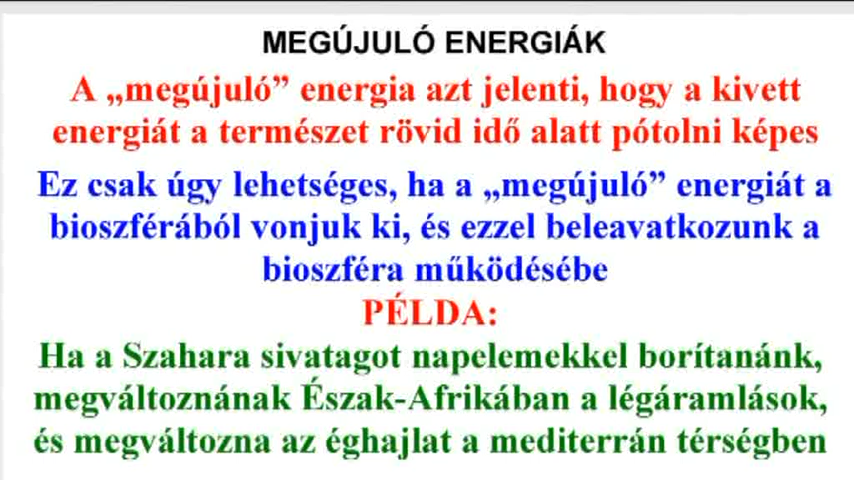 MEGÚJULÓ ENERGIÁK
A „megújuló” energia azt jelenti, hogy a kivett
energiát a természet rövid idő alatt pótolni képes
Ez csak úgy lehetséges, ha a „megújuló” energiát a
bioszférából vonjuk ki, és ezzel beleavatkozunk a
bioszféra működésébe
PÉLDA:
Ha a Szahara sivatagot napelemekkel borítanánk,
megváltoznának Észak-Afrikában a légáramlások,
és megváltozna az éghajlat a mediterrán térségben